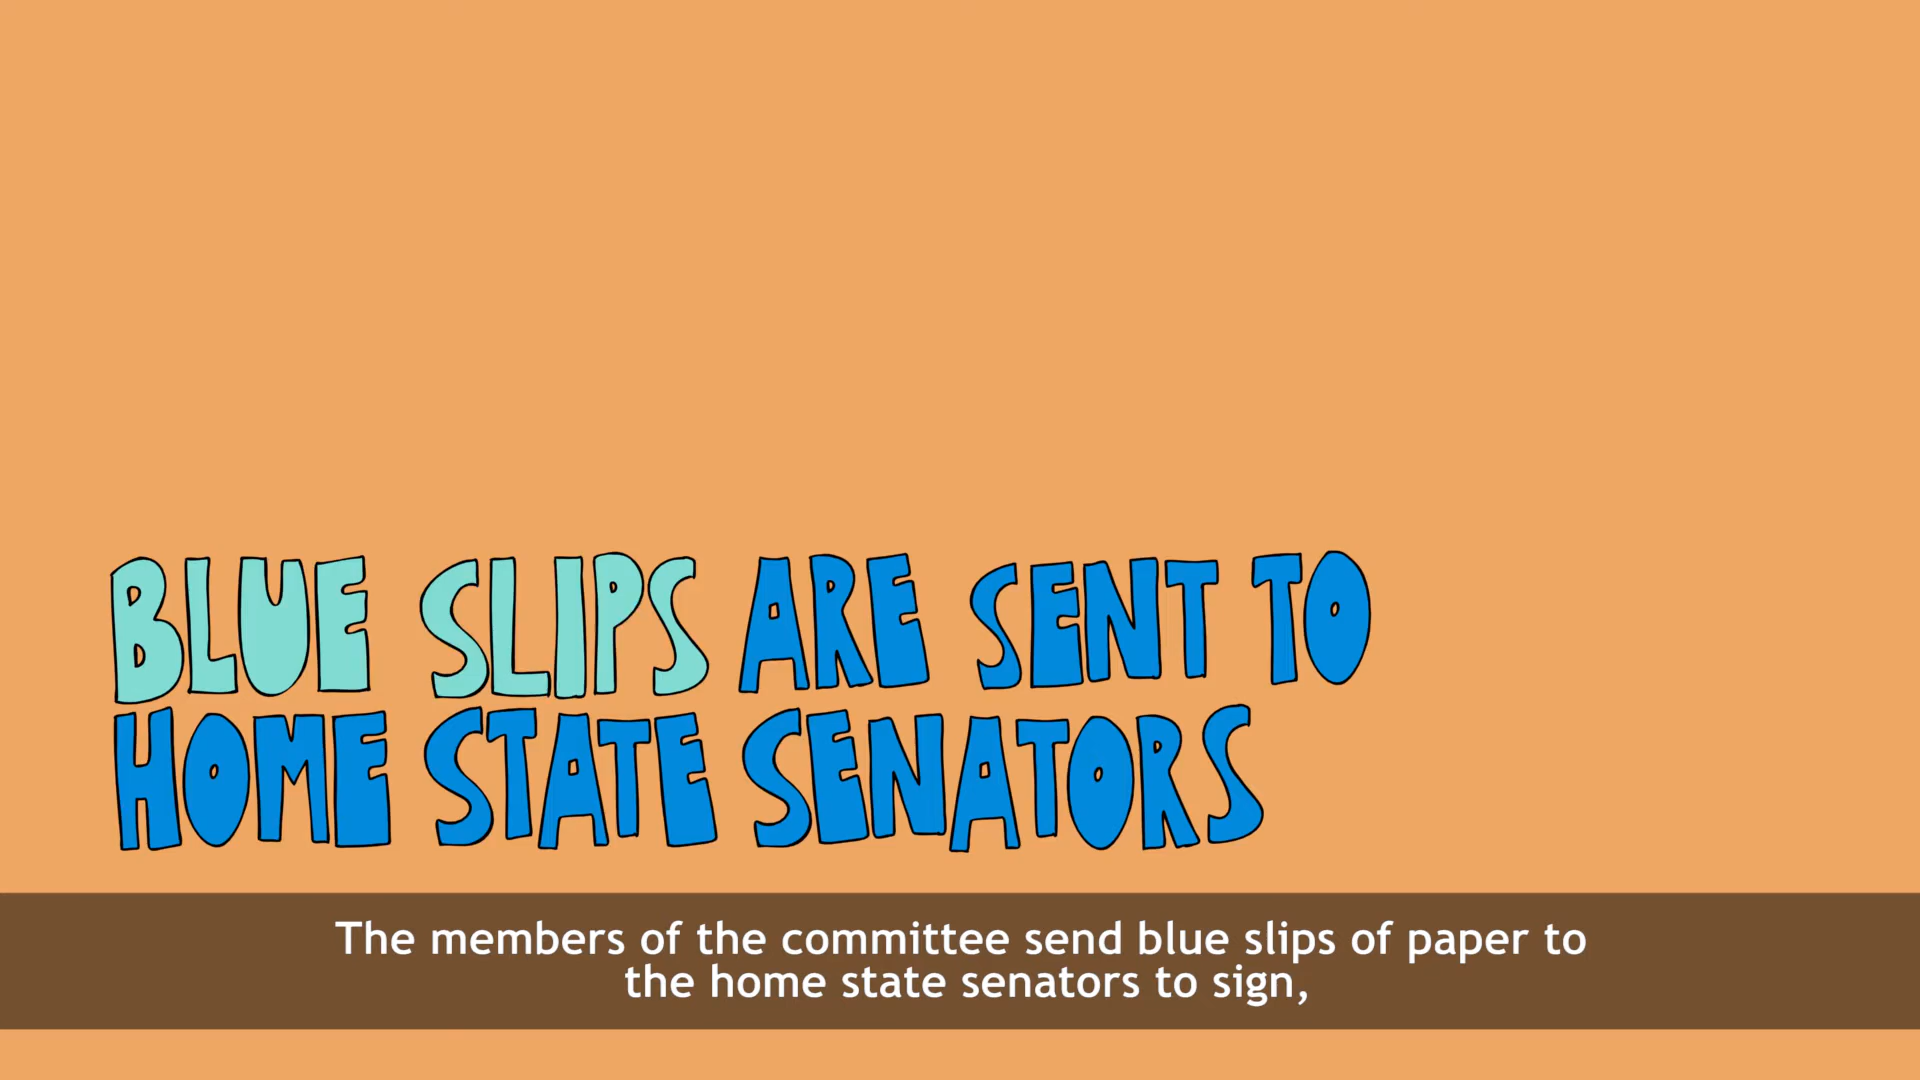 BLUE SLIPS ARE SENT TO
HOME STATE SENATORS
The members of the committee send blue slips of paper to
the home state senators to sign,